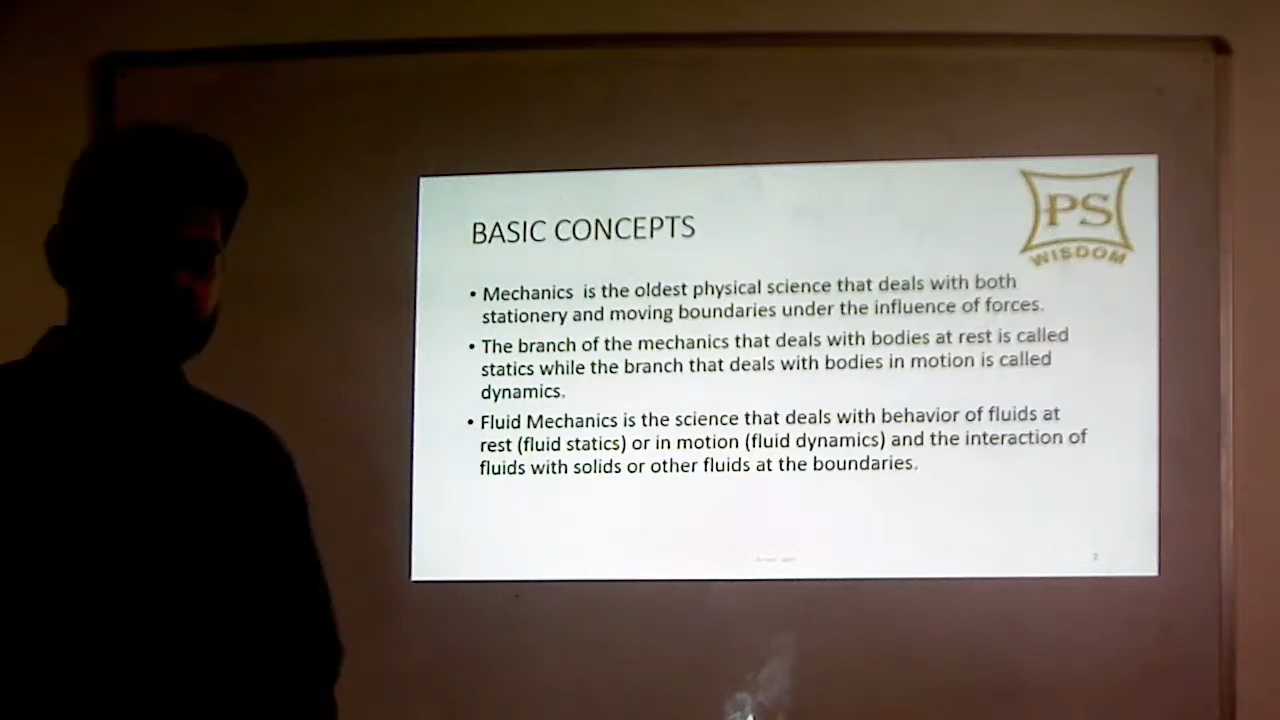 PS
WISDOM
BASIC CONCEPTS
• Mechanics is the oldest physical science that deals with both
stationery and moving boundaries under the influence of forces.
• The branch of the mechanics that deals with bodies at rest is called
statics while the branch that deals with bodies in motion is called
dynamics.
• Fluid Mechanics is the science that deals with behavior of fluids at
rest (fluid statics) or in motion (fluid dynamics) and the interaction of
fluids with solids or other fluids at the boundaries.